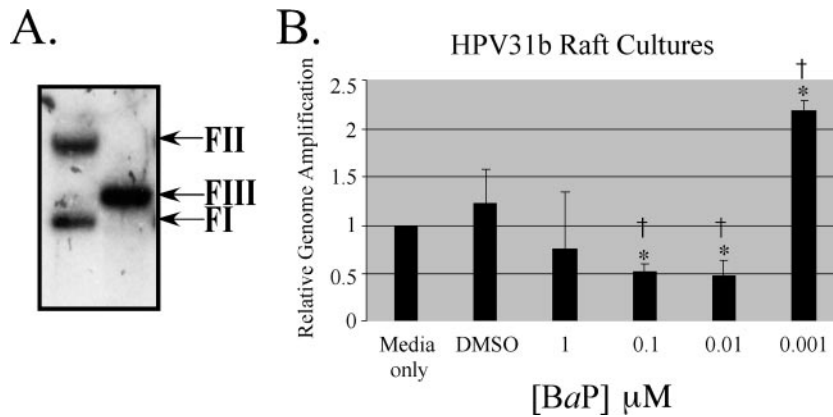 A.
FII
FIII
FI
B.
HPV31b Raft Cultures
Relative Genome Amplification
2.5
2
1.5
1
0.5
0
†
*
†
*
†
*
Media only
DMSO
1
0.1
0.01
0.001
[BaP] µM